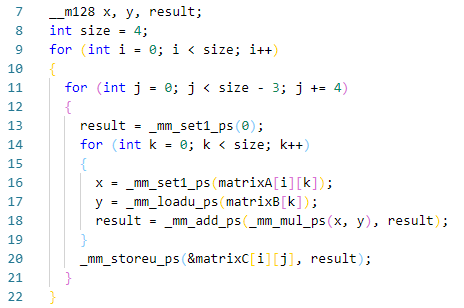 7 __m128 x, y, result;
8 int size = 4;
9 for (int i = 0; i < size; i++)
10 {
11 for (int j = 0; j < size - 3; j += 4)
12 {
13 result = _mm_set1_ps(0);
14 for (int k = 0; k < size; k++)
15 {
16 x = _mm_set1_ps(matrixA[i][k]);
17 y = _mm_loadu_ps(matrixB[k]);
18 result = _mm_add_ps(_mm_mul_ps(x, y), result);
19 }
20 _mm_storeu_ps(&matrixC[i][j], result);
21 }
22 }